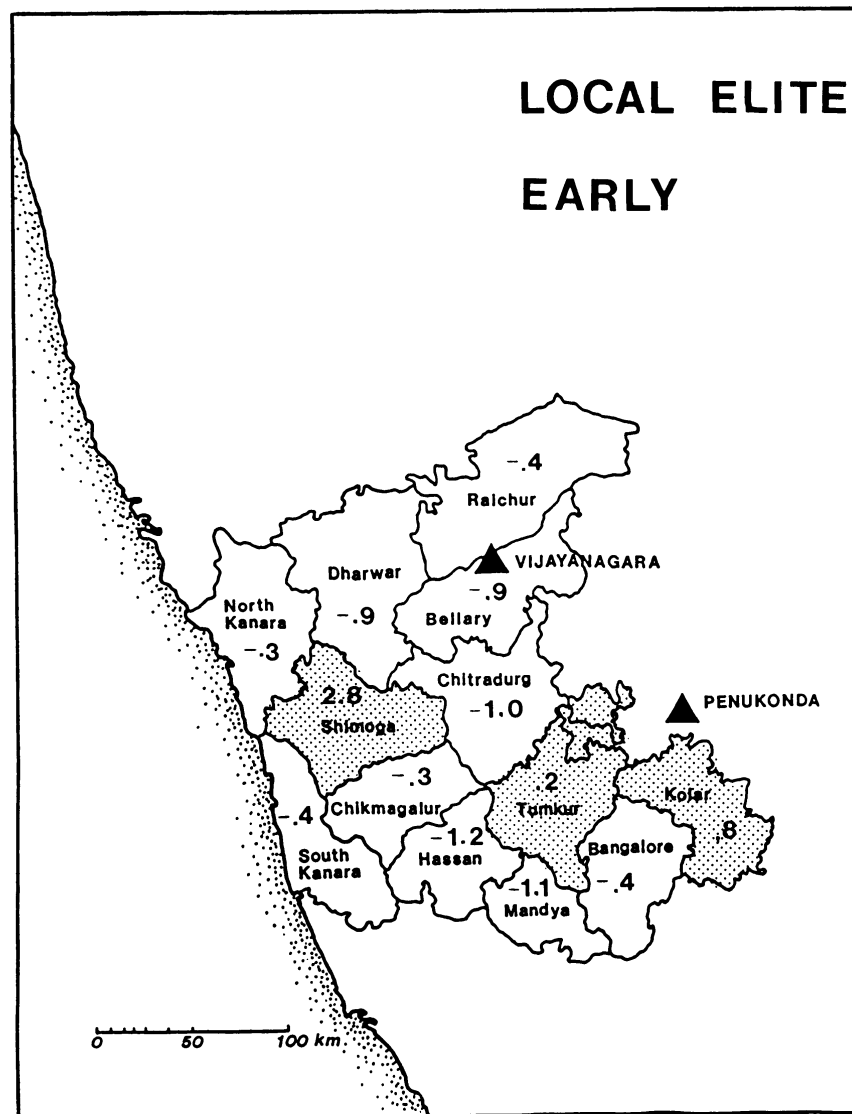 LOCAL ELITE
EARLY
-.4
Raichur
VIJAYANAGARA
Dharwar
-.9
-.9
Bellary
North
Kanara
-.3
Chitradurg
-1.0
2.8
Shimoga
PENUKONDA
-.3
Chikmagalur
.2
Tumkur
Kolar
.8
-.4
South
Kanara
-1.2
Hassan
Bangalore
-.4
-1.1
Mandya
0 50 100 km.